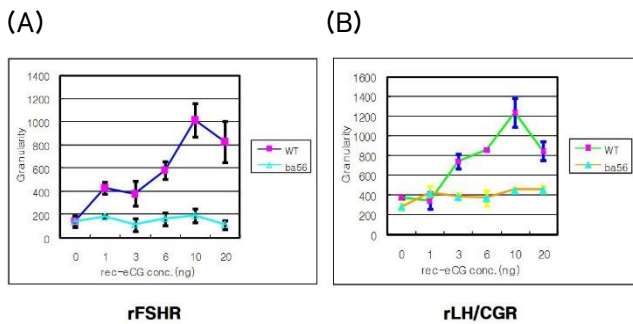 (A)
(B)
1400
1200
1000
800
600
400
200
0
Granularity
0 1 3 6 10 20
rec-eCG conc.(ng)
WT
ba56
rFSHR
1600
1400
1200
1000
800
600
400
200
0
Granularity
0 1 3 6 10 20
rec-eCG conc.(ng)
WT
ba56
rLH/CGR